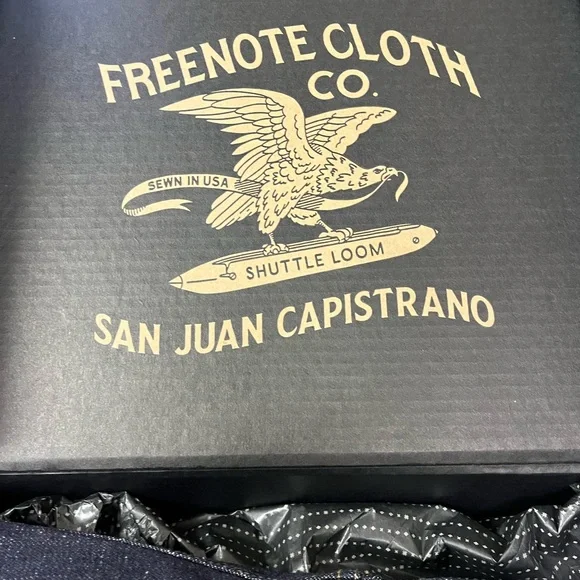 FREENOTE CLOTH
CO.
SEWN IN USA
SHUTTLE LOOM
SAN JUAN CAPISTRANO